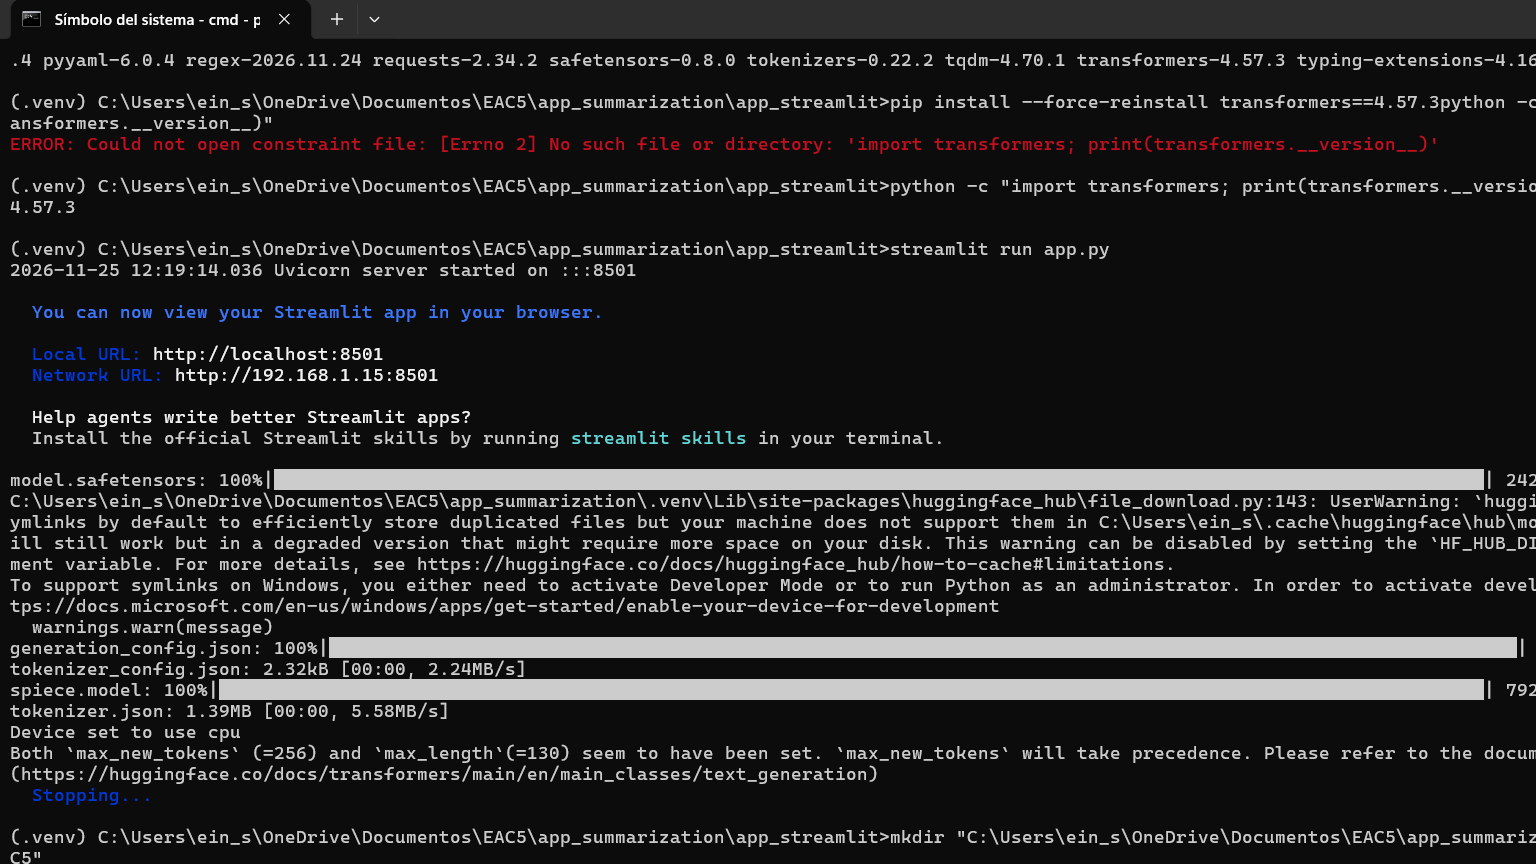 Símbolo del sistema - cmd - p
.4 pyyaml-6.0.4 regex-2026.11.24 requests-2.34.2 safetensors-0.8.0 tokenizers-0.22.2 tqdm-4.70.1 transformers-4.57.3 typing-extensions-4.16
(.venv) C:\Users\ein_s\OneDrive\Documentos\EAC5\app_summarization\app_streamlit>pip install --force-reinstall transformers==4.57.3python -c
ansformers.__version__)"
ERROR: Could not open constraint file: [Errno 2] No such file or directory: 'import transformers; print(transformers.__version__)'
(.venv) C:\Users\ein_s\OneDrive\Documentos\EAC5\app_summarization\app_streamlit>python -c "import transformers; print(transformers.__versio
4.57.3
(.venv) C:\Users\ein_s\OneDrive\Documentos\EAC5\app_summarization\app_streamlit>streamlit run app.py
2026-11-25 12:19:14.036 Uvicorn server started on :::8501
You can now view your Streamlit app in your browser.
Local URL: http://localhost:8501
Network URL: http://192.168.1.15:8501
Help agents write better Streamlit apps?
Install the official Streamlit skills by running streamlit skills in your terminal.
model.safetensors: 100%| | 242
C:\Users\ein_s\OneDrive\Documentos\EAC5\app_summarization\.venv\Lib\site-packages\huggingface_hub\file_download.py:143: UserWarning: `huggi
ymlinks by default to efficiently store duplicated files but your machine does not support them in C:\Users\ein_s\.cache\huggingface\hub\mo
ill still work but in a degraded version that might require more space on your disk. This warning can be disabled by setting the `HF_HUB_DI
ment variable. For more details, see https://huggingface.co/docs/huggingface_hub/how-to-cache#limitations.
To support symlinks on Windows, you either need to activate Developer Mode or to run Python as an administrator. In order to activate devel
tps://docs.microsoft.com/en-us/windows/apps/get-started/enable-your-device-for-development
warnings.warn(message)
generation_config.json: 100%| |
tokenizer_config.json: 2.32kB [00:00, 2.24MB/s]
spiece.model: 100%| | 792
tokenizer.json: 1.39MB [00:00, 5.58MB/s]
Device set to use cpu
Both `max_new_tokens` (=256) and `max_length`(=130) seem to have been set. `max_new_tokens` will take precedence. Please refer to the docum
(https://huggingface.co/docs/transformers/main/en/main_classes/text_generation)
Stopping...
(.venv) C:\Users\ein_s\OneDrive\Documentos\EAC5\app_summarization\app_streamlit>mkdir "C:\Users\ein_s\OneDrive\Documentos\EAC5\app_summariz
C5"